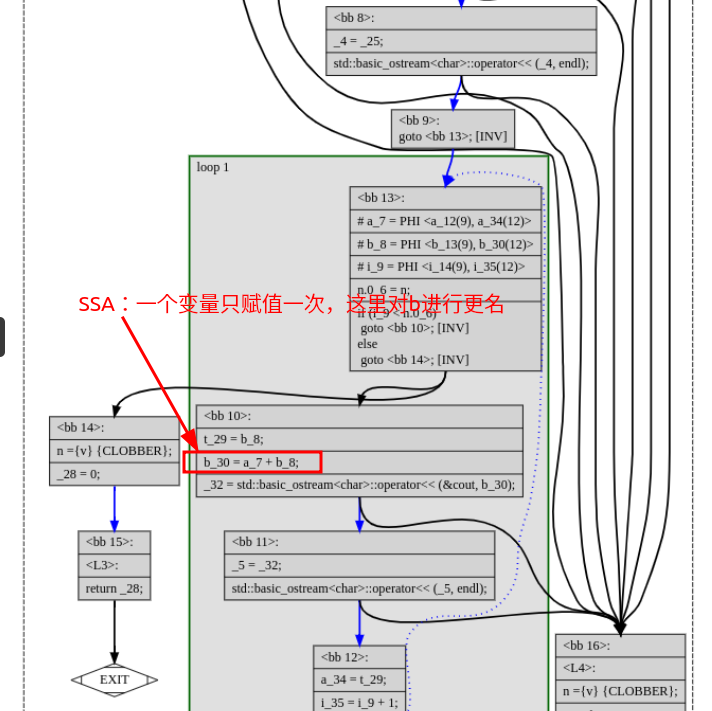 <bb 8>:
_4 = _25;
std::basic_ostream<char>::operator<< (_4, endl);
<bb 9>:
goto <bb 13>; [INV]
loop 1
<bb 13>:
# a_7 = PHI <a_12(9), a_34(12)>
# b_8 = PHI <b_13(9), b_30(12)>
# i_9 = PHI <i_14(9), i_35(12)>
n.0_6 = n;
SSA：一个变量只赋值一次，这里对b进行更名
if (i_9 < n.0_6)
goto <bb 10>; [INV]
else
goto <bb 14>; [INV]
<bb 14>:
n ={v} {CLOBBER};
_28 = 0;
<bb 10>:
t_29 = b_8;
b_30 = a_7 + b_8;
_32 = std::basic_ostream<char>::operator<< (&cout, b_30);
<bb 15>:
<L3>:
return _28;
<bb 11>:
_5 = _32;
std::basic_ostream<char>::operator<< (_5, endl);
EXIT
<bb 12>:
a_34 = t_29;
i_35 = i_9 + 1;
<bb 16>:
<L4>:
n ={v} {CLOBBER};